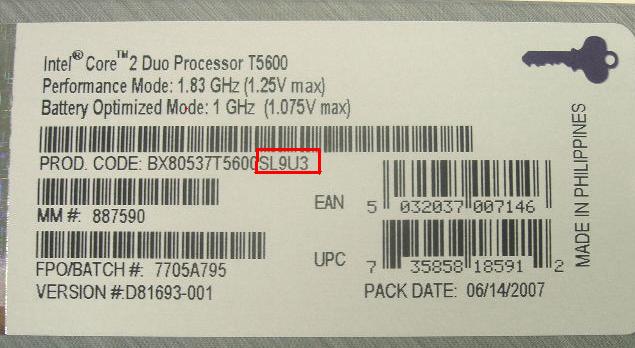 Intel® Core™2 Duo Processor T5600
Performance Mode: 1.83 GHz (1.25V max)
Battery Optimized Mode: 1 GHz (1.075V max)
PROD. CODE: BX80537T5600SL9U3
MM #: 887590
FPO/BATCH #: 7705A795
VERSION #:D81693-001
EAN
5 032037 007146
UPC
7 35858 18591 2
PACK DATE: 06/14/2007
MADE IN PHILIPPINES